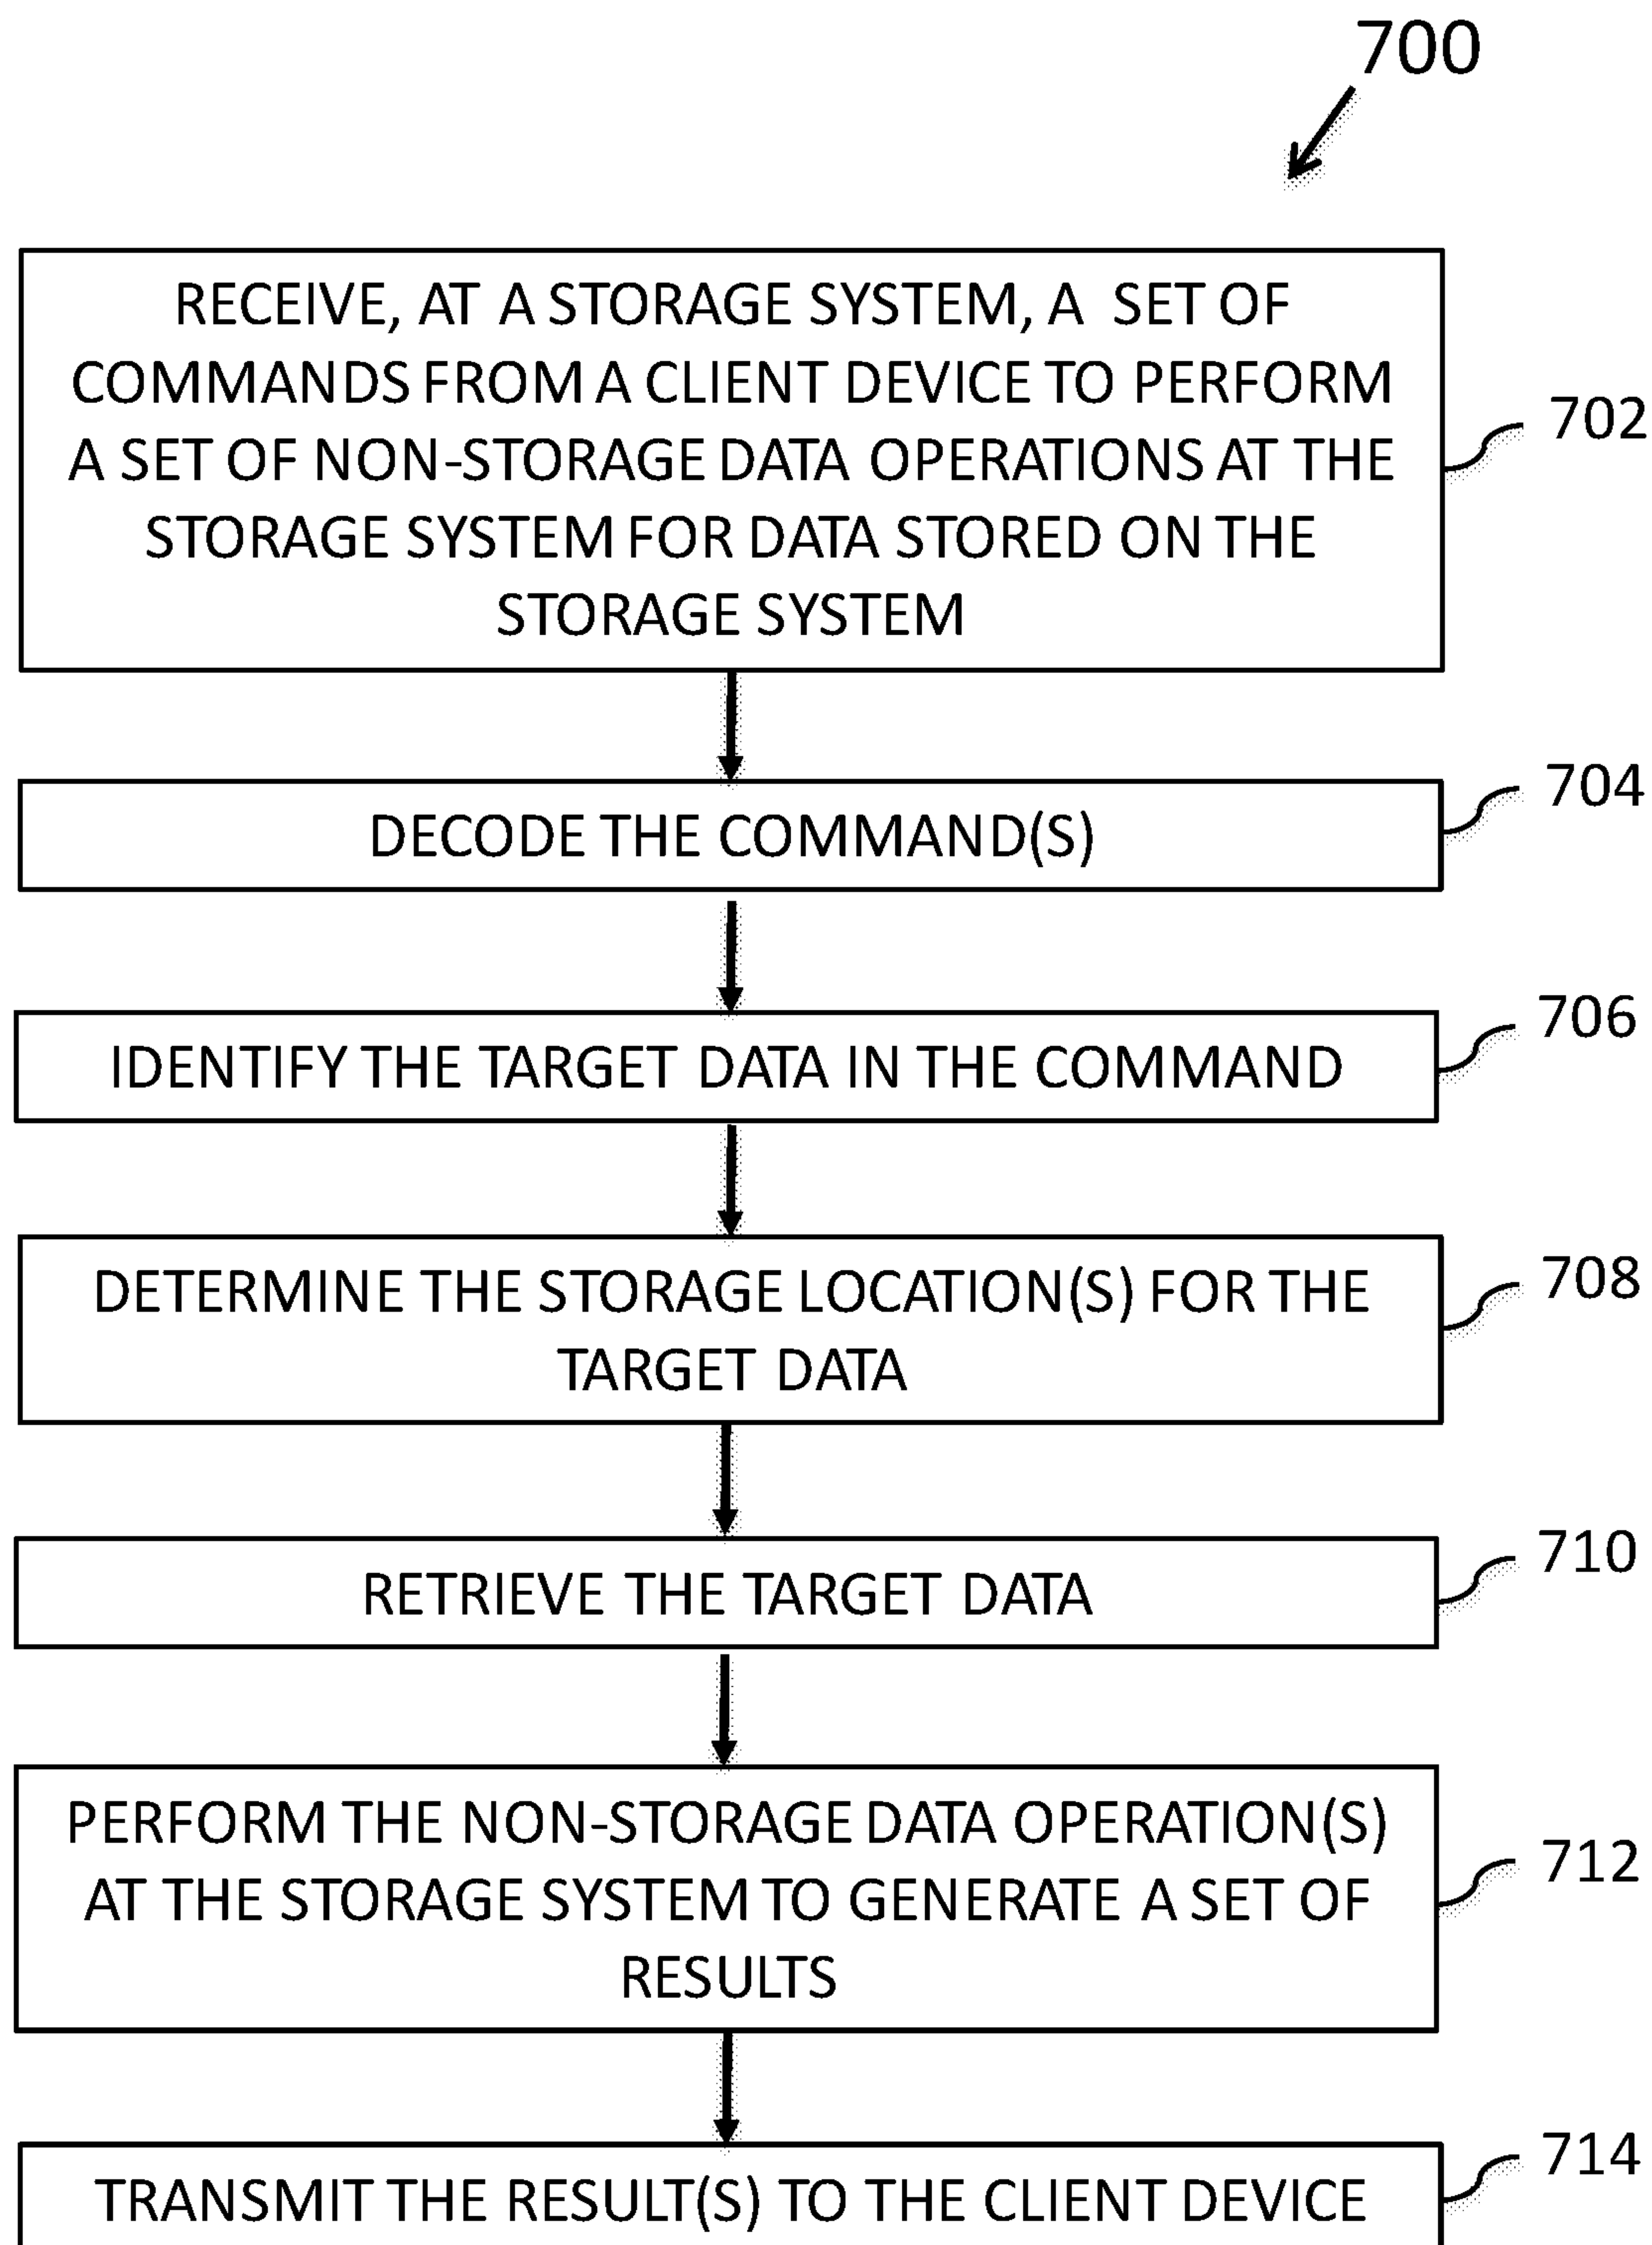 700
RECEIVE, AT A STORAGE SYSTEM, A SET OF
COMMANDS FROM A CLIENT DEVICE TO PERFORM
A SET OF NON-STORAGE DATA OPERATIONS AT THE
STORAGE SYSTEM FOR DATA STORED ON THE
STORAGE SYSTEM
702
DECODE THE COMMAND(S)
704
IDENTIFY THE TARGET DATA IN THE COMMAND
706
DETERMINE THE STORAGE LOCATION(S) FOR THE
TARGET DATA
708
RETRIEVE THE TARGET DATA
710
PERFORM THE NON-STORAGE DATA OPERATION(S)
AT THE STORAGE SYSTEM TO GENERATE A SET OF
RESULTS
712
TRANSMIT THE RESULT(S) TO THE CLIENT DEVICE
714